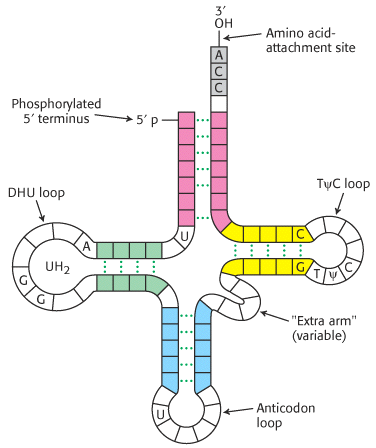 3′
OH
Amino acid-
attachment site
A
C
C
Phosphorylated
5′ terminus
5′ p
DHU loop
TψC loop
A
U
C
UH2
G
G
G
T
ψ
C
"Extra arm"
(variable)
U
Anticodon
loop